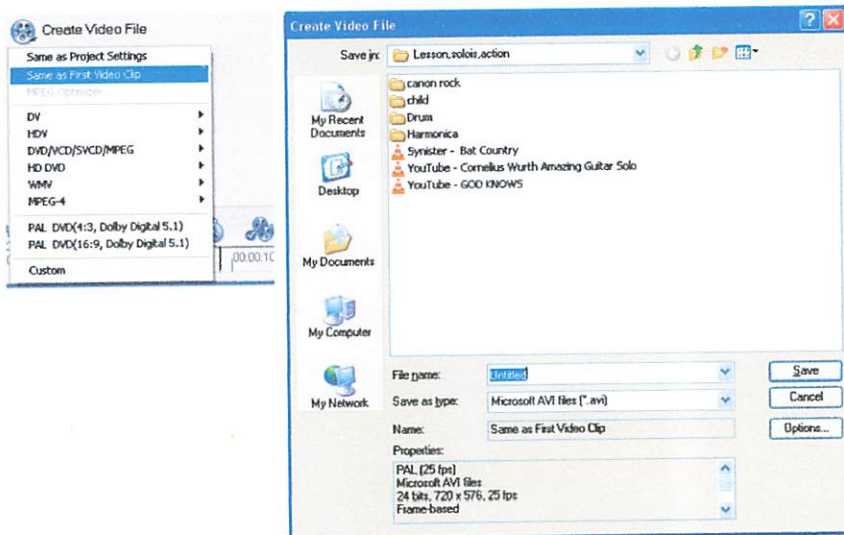 Create Video File
Same as Project Settings
Same as First Video Clip
MPEG Optimizer
DV
HDV
DVD/VCD/SVCD/MPEG
HD DVD
WMV
MPEG-4
PAL DVD(4:3, Dolby Digital 5.1)
PAL DVD(16:9, Dolby Digital 5.1)
Custom
00:00:10
Create Video File
Save in:
Lesson,solois,action
My Recent Documents
Desktop
My Documents
My Computer
My Network
canon rock
child
Drum
Harmonica
Synister - Bat Country
YouTube - Cornelius Wurth Amazing Guitar Solo
YouTube - GOD KNOWS
File name:
Untitled
Save
Save as type:
Microsoft AVI files (*.avi)
Cancel
Name:
Same as First Video Clip
Options...
Properties:
PAL (25 fps)
Microsoft AVI files
24 bits, 720 x 576, 25 fps
Frame-based